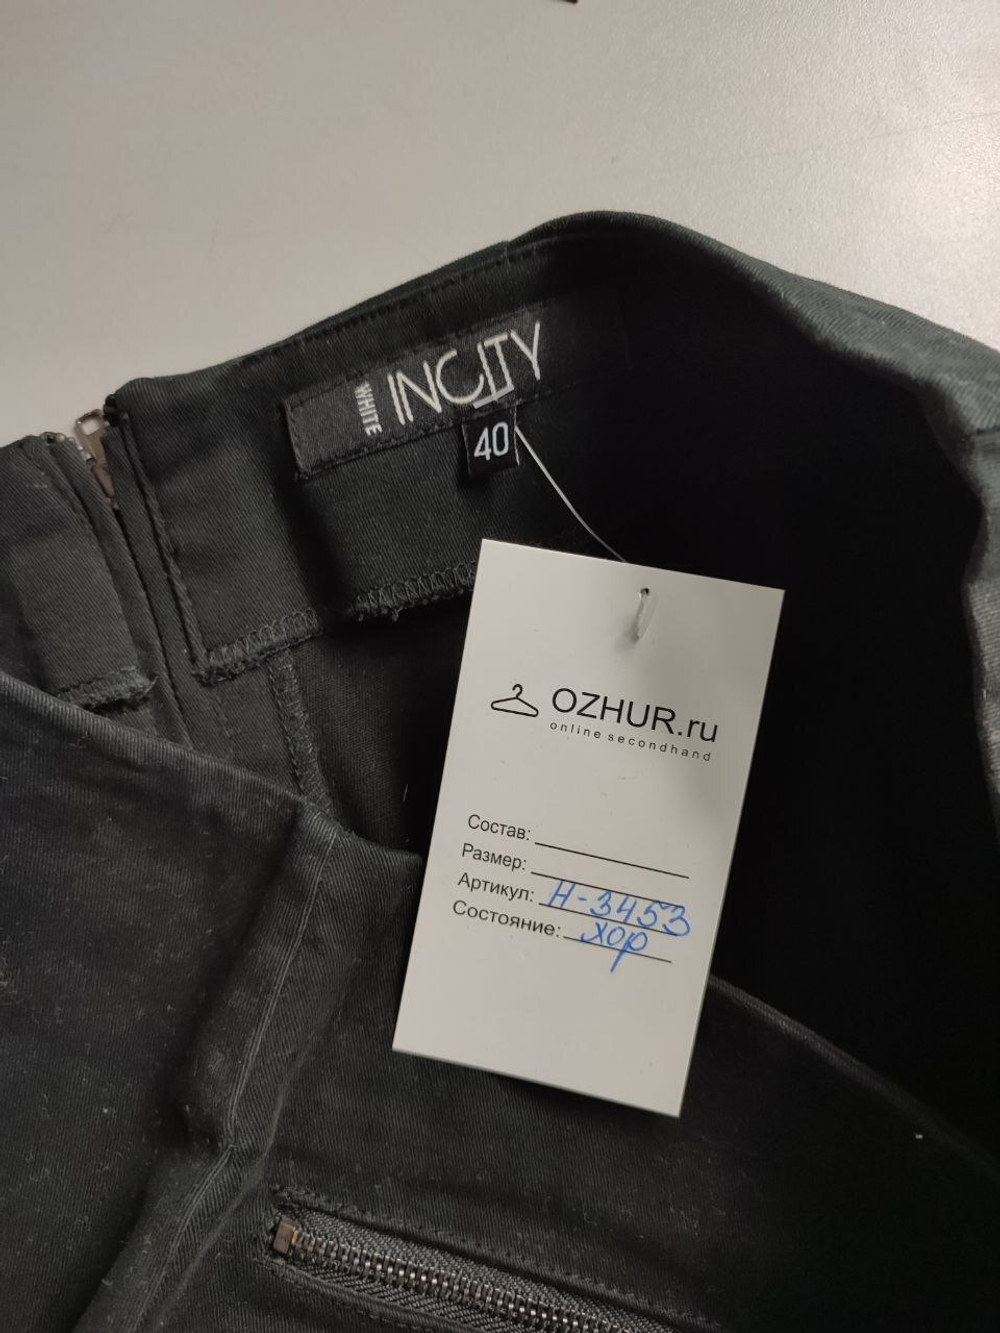 WHITE INCITY
40
OZHUR.ru
online secondhand
Состав:
Размер:
Артикул: Н-3453
Состояние: хор